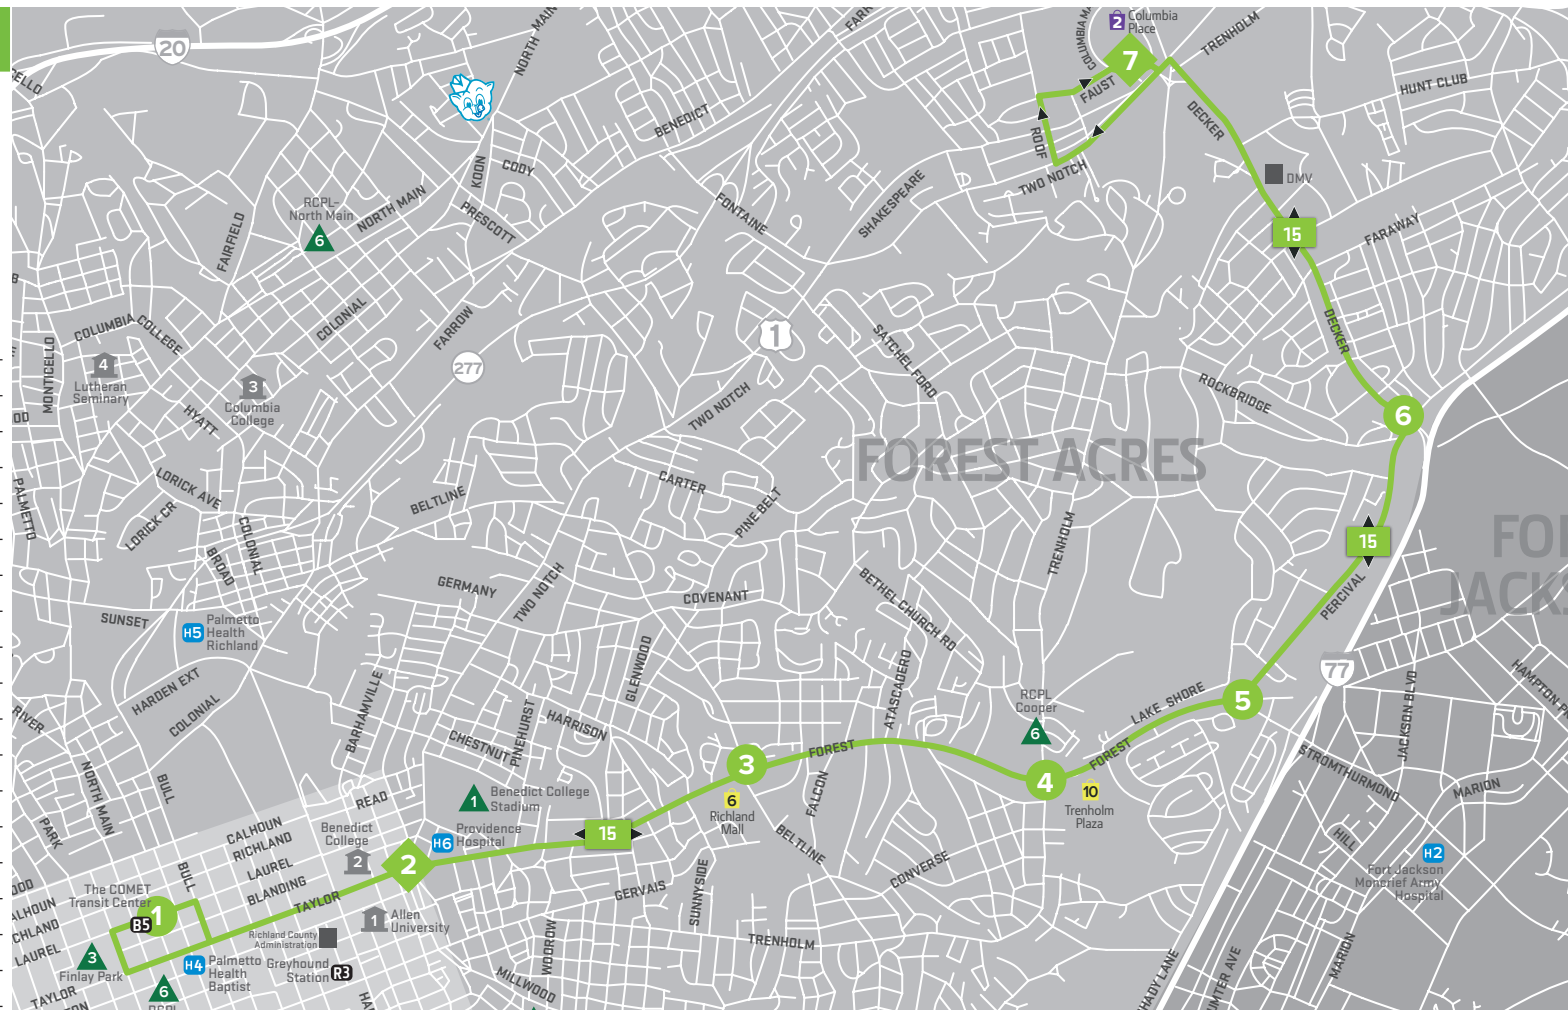 20
NORTH MAIN
2
Columbia
Place
COLUMBIA MA
7
TRENHOLM
FAUST
HUNT CLUB
DECKER
ROOF
TWO NOTCH
DMV
15
FARAWAY
BENEDICT
KOON
CODY
RCPL-
North Main
6
NORTH MAIN
PRESCOTT
FAIRFIELD
FONTAINE
SHAKESPEARE
COLUMBIA COLLEGE
COLONIAL
FARROW
277
1
SATCHEL FORD
DECKER
MONTICELLO
4
Lutheran
Seminary
3
Columbia
College
HYATT
TWO NOTCH
ROCKBRIDGE
6
FOREST ACRES
PALMETTO
LORICK AVE
LORICK CR
COLONIAL
BROAD
BELTLINE
CARTER
PINE BELT
TRENHOLM
15
PERCIVAL
GERMANY
TWO NOTCH
COVENANT
BETHEL CHURCH RD
SUNSET
H5
Palmetto
Health
Richland
HARDEN EXT
COLONIAL
RIVER
BARHAMVILLE
GLENWOOD
ATASCADERO
RCPL
Cooper
6
LAKE SHORE
5
77
JACKSON BLVD
STROMTHURMOND
MARION
HILL
H2
Fort Jackson
Moncrief Army
Hospital
CHESTNUT
PINEHURST
HARRISON
3
FOREST
4
FOREST
10
Trenholm
Plaza
6
Richland
Mall
FALCON
BELTLINE
CONVERSE
NORTH MAIN
BULL
PARK
READ
1
Benedict College
Stadium
CALHOUN
RICHLAND
LAUREL
BLANDING
TAYLOR
Benedict
College
2
2
H6
Providence
Hospital
15
GERVAIS
SUNNYSIDE
TRENHOLM
WOODROW
MILLWOOD
BULL
The COMET
Transit Center
1
B5
1
Allen
University
Richland County
Administration
LAUREL
3
Finlay Park
H4
Palmetto
Health
Baptist
Greyhound
Station
R3
TAYLOR
6
MARION